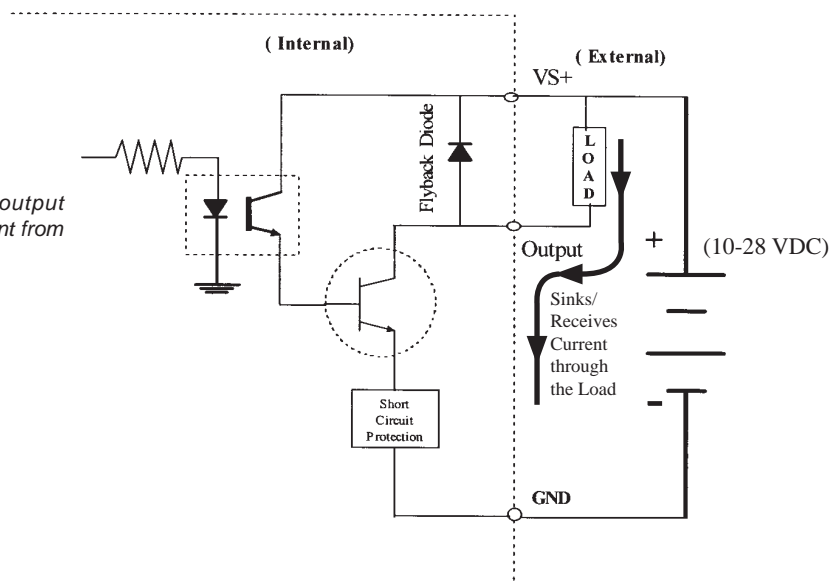 ( Internal)
( External)
VS+
Flyback Diode
LOAD
output
nt from
Output
+
(10-28 VDC)
Sinks/
Receives
Current
through
the Load
-
Short
Circuit
Protection
GND